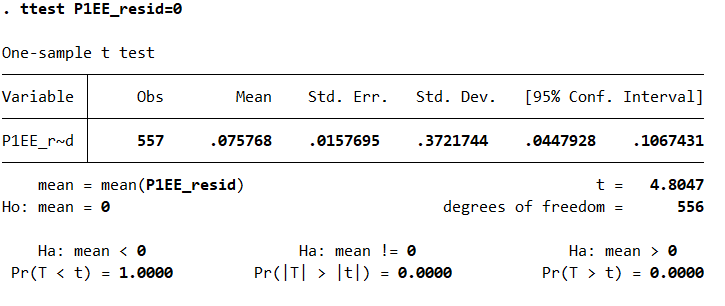 . ttest P1EE_resid=0
One-sample t test
Variable Obs Mean Std. Err. Std. Dev. [95% Conf. Interval]
P1EE_r~d 557 .075768 .0157695 .3721744 .0447928 .1067431
mean = mean(P1EE_resid) t = 4.8047
Ho: mean = 0 degrees of freedom = 556
Ha: mean < 0 Ha: mean != 0 Ha: mean > 0
Pr(T < t) = 1.0000 Pr(|T| > |t|) = 0.0000 Pr(T > t) = 0.0000